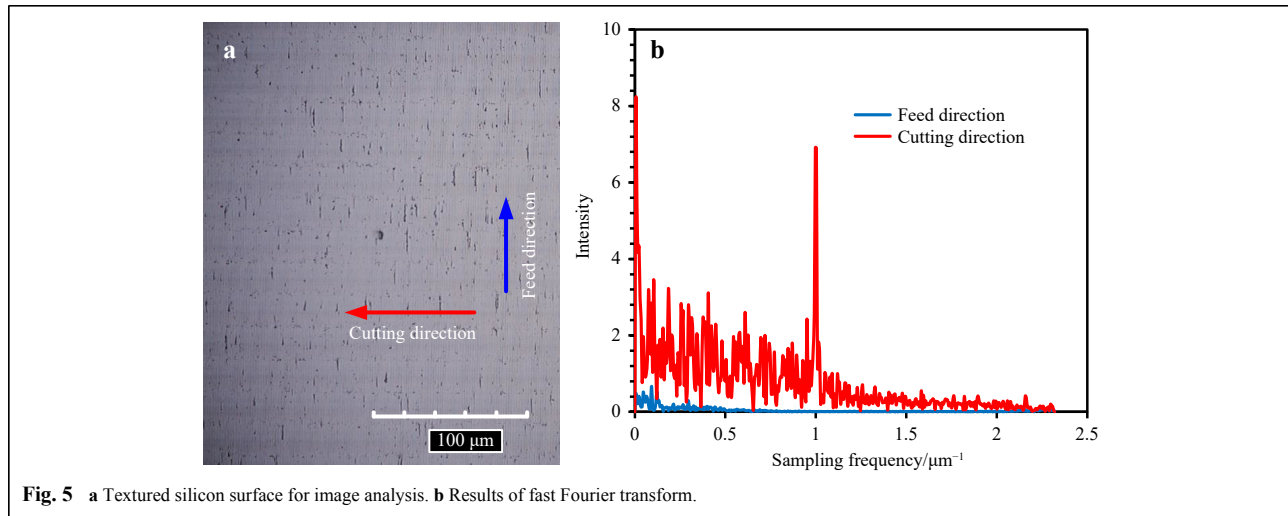 a
Feed direction
Cutting direction
100 μm
b
10
8
6
4
2
0
Intensity
Feed direction
Cutting direction
0
0.5
1
1.5
2
2.5
Sampling frequency/μm⁻¹
Fig. 5 a Textured silicon surface for image analysis. b Results of fast Fourier transform.